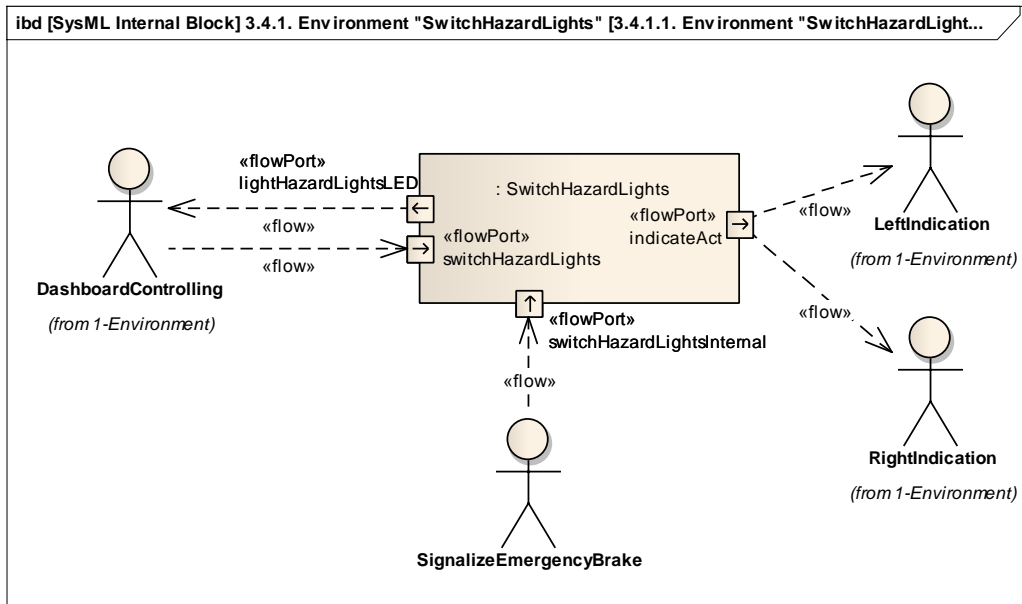 ibd [SysML Internal Block] 3.4.1. Environment "SwitchHazardLights" [3.4.1.1. Environment "SwitchHazardLight...
«flowPort»
lightHazardLightsLED
«flow»
«flow»
DashboardControlling
(from 1-Environment)
: SwitchHazardLights
«flowPort»
switchHazardLights
«flowPort»
indicateAct
«flowPort»
switchHazardLightsInternal
«flow»
SignalizeEmergencyBrake
«flow»
LeftIndication
(from 1-Environment)
«flow»
RightIndication
(from 1-Environment)